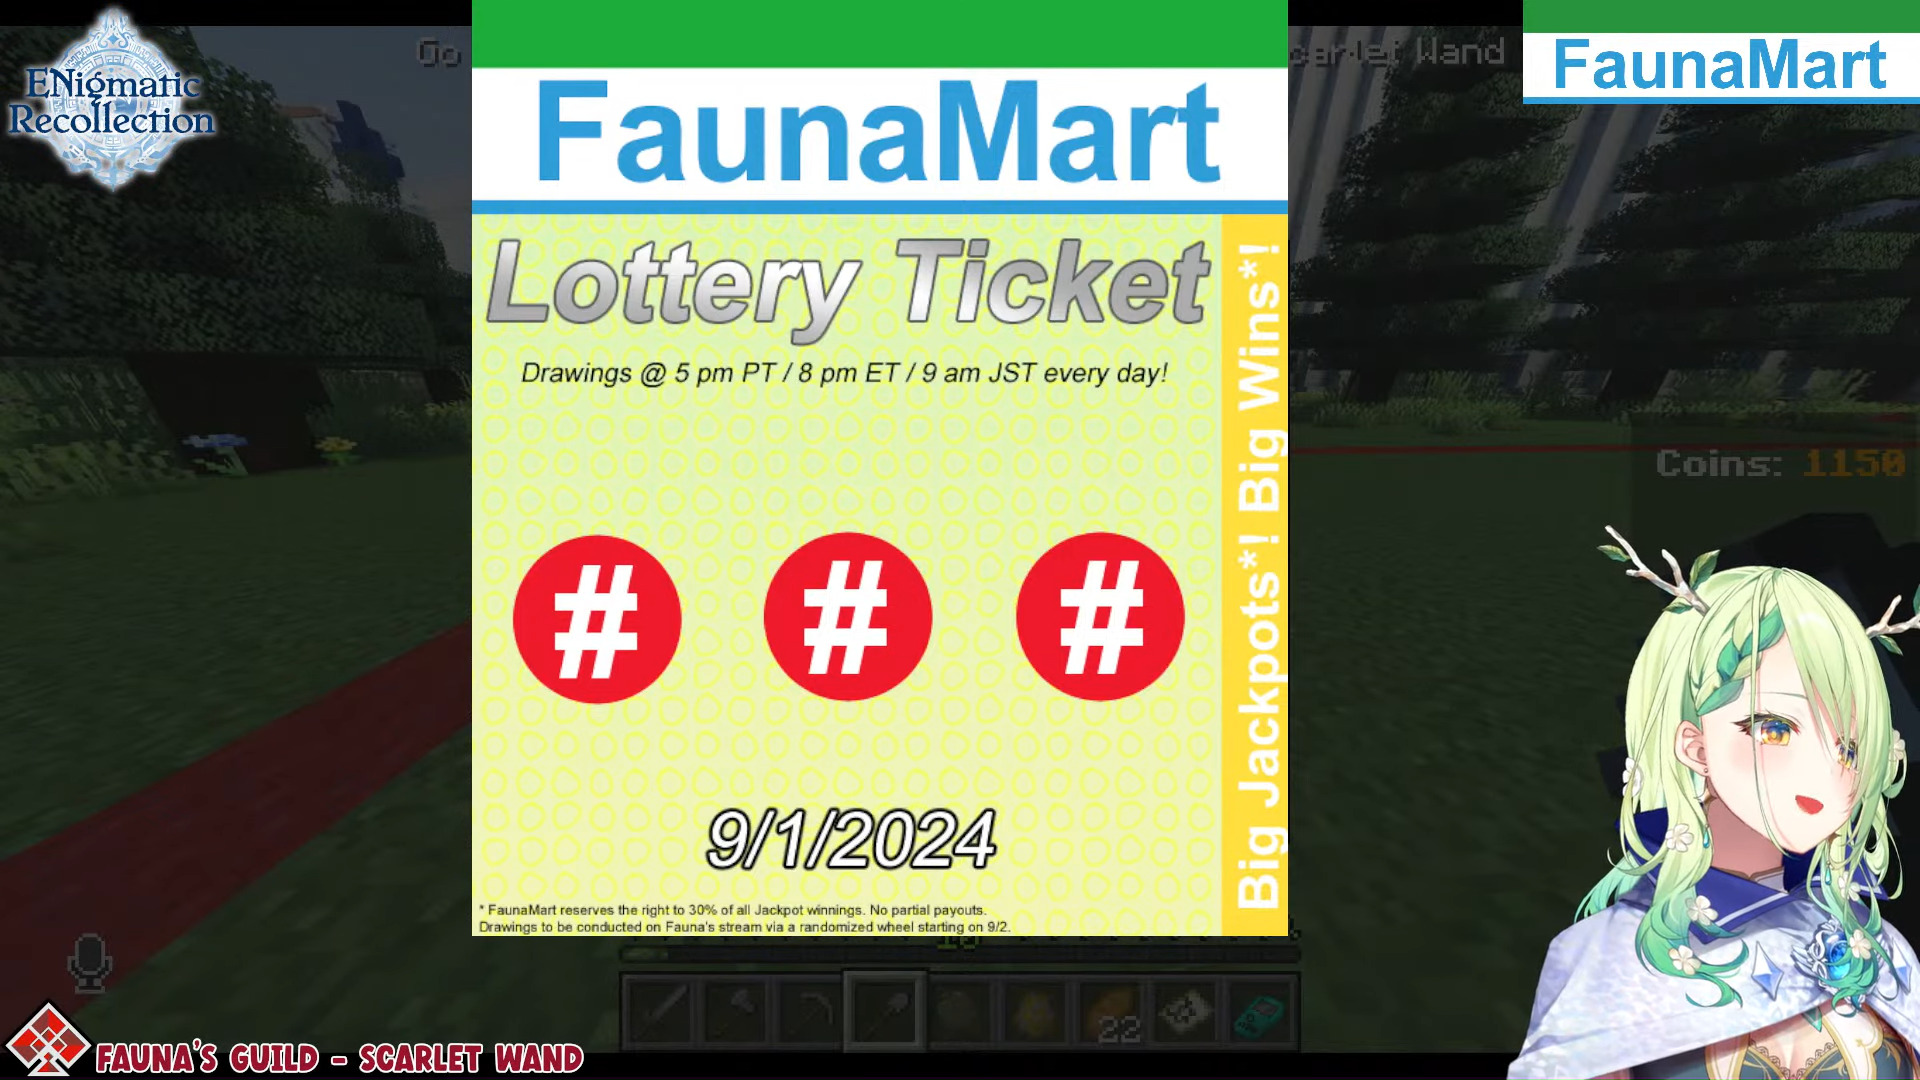 ENigmatic
Recollection
Go
Scarlet Wand
FaunaMart
FaunaMart
Lottery Ticket
Drawings @ 5 pm PT / 8 pm ET / 9 am JST every day!
Big Jackpots*! Big Wins*!
# # #
9/1/2024
* FaunaMart reserves the right to 30% of all Jackpot winnings. No partial payouts.
Drawings to be conducted on Fauna's stream via a randomized wheel starting on 9/2.
Coins: 1150
22
FAUNA'S GUILD - SCARLET WAND